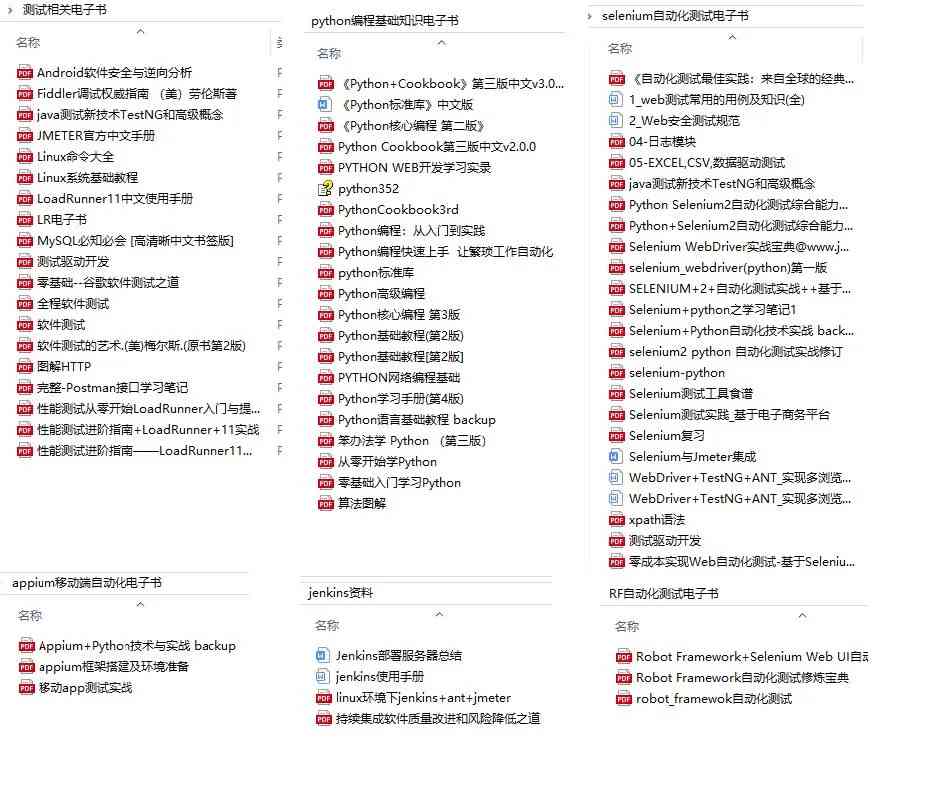 测试相关电子书
名称
Android软件安全与逆向分析
Fiddler调试权威指南 （美）劳伦斯著
java测试新技术TestNG和高级概念
JMETER官方中文手册
Linux命令大全
Linux系统基础教程
LoadRunner11中文使用手册
LR电子书
MySQL必知必会 [高清晰中文书签版]
测试驱动开发
零基础--谷歌软件测试之道
全程软件测试
软件测试
软件测试的艺术.(美)梅尔斯.(原书第2版)
图解HTTP
完整-Postman接口学习笔记
性能测试从零开始LoadRunner入门与提...
性能测试进阶指南+LoadRunner+11实战
性能测试进阶指南——LoadRunner11...
python编程基础知识电子书
名称
《Python+Cookbook》第三版中文v3.0...
《Python标准库》中文版
《Python核心编程 第二版》
Python Cookbook第三版中文v2.0.0
PYTHON WEB开发学习实录
python352
PythonCookbook3rd
Python编程：从入门到实践
Python编程快速上手 让繁琐工作自动化
python标准库
Python高级编程
Python核心编程 第3版
Python基础教程(第2版)
Python基础教程[第2版]
PYTHON网络编程基础
Python学习手册(第4版)
Python语言基础教程 backup
笨办法学 Python （第三版）
从零开始学Python
零基础入门学习Python
算法图解
selenium自动化测试电子书
名称
《自动化测试最佳实践：来自全球的经典...
1_web测试常用的用例及知识(全)
2_Web安全测试规范
04-日志模块
05-EXCEL,CSV,数据驱动测试
java测试新技术TestNG和高级概念
Python Selenium2自动化测试综合能力...
Python+Selenium2自动化测试综合能力...
Selenium WebDriver实战宝典@www.j...
selenium_webdriver(python)第一版
SELENIUM+2+自动化测试实战++基于...
Selenium+python之学习笔记1
Selenium+Python自动化技术实战 back...
selenium2 python 自动化测试实战修订
selenium-python
Selenium测试工具食谱
Selenium测试实践_基于电子商务平台
Selenium复习
Selenium与Jmeter集成
WebDriver+TestNG+ANT_实现多浏览...
WebDriver+TestNG+ANT_实现多浏览...
xpath语法
测试驱动开发
零成本实现Web自动化测试-基于Seleniu...
appium移动端自动化电子书
名称
Appium+Python技术与实战 backup
appium框架搭建及环境准备
移动app测试实战
jenkins资料
名称
Jenkins部署服务器总结
jenkins使用手册
linux环境下jenkins+ant+jmeter
持续集成软件质量改进和风险降低之道
RF自动化测试电子书
名称
Robot Framework+Selenium Web UI自动
Robot Framework自动化测试修炼宝典
robot_framewok自动化测试